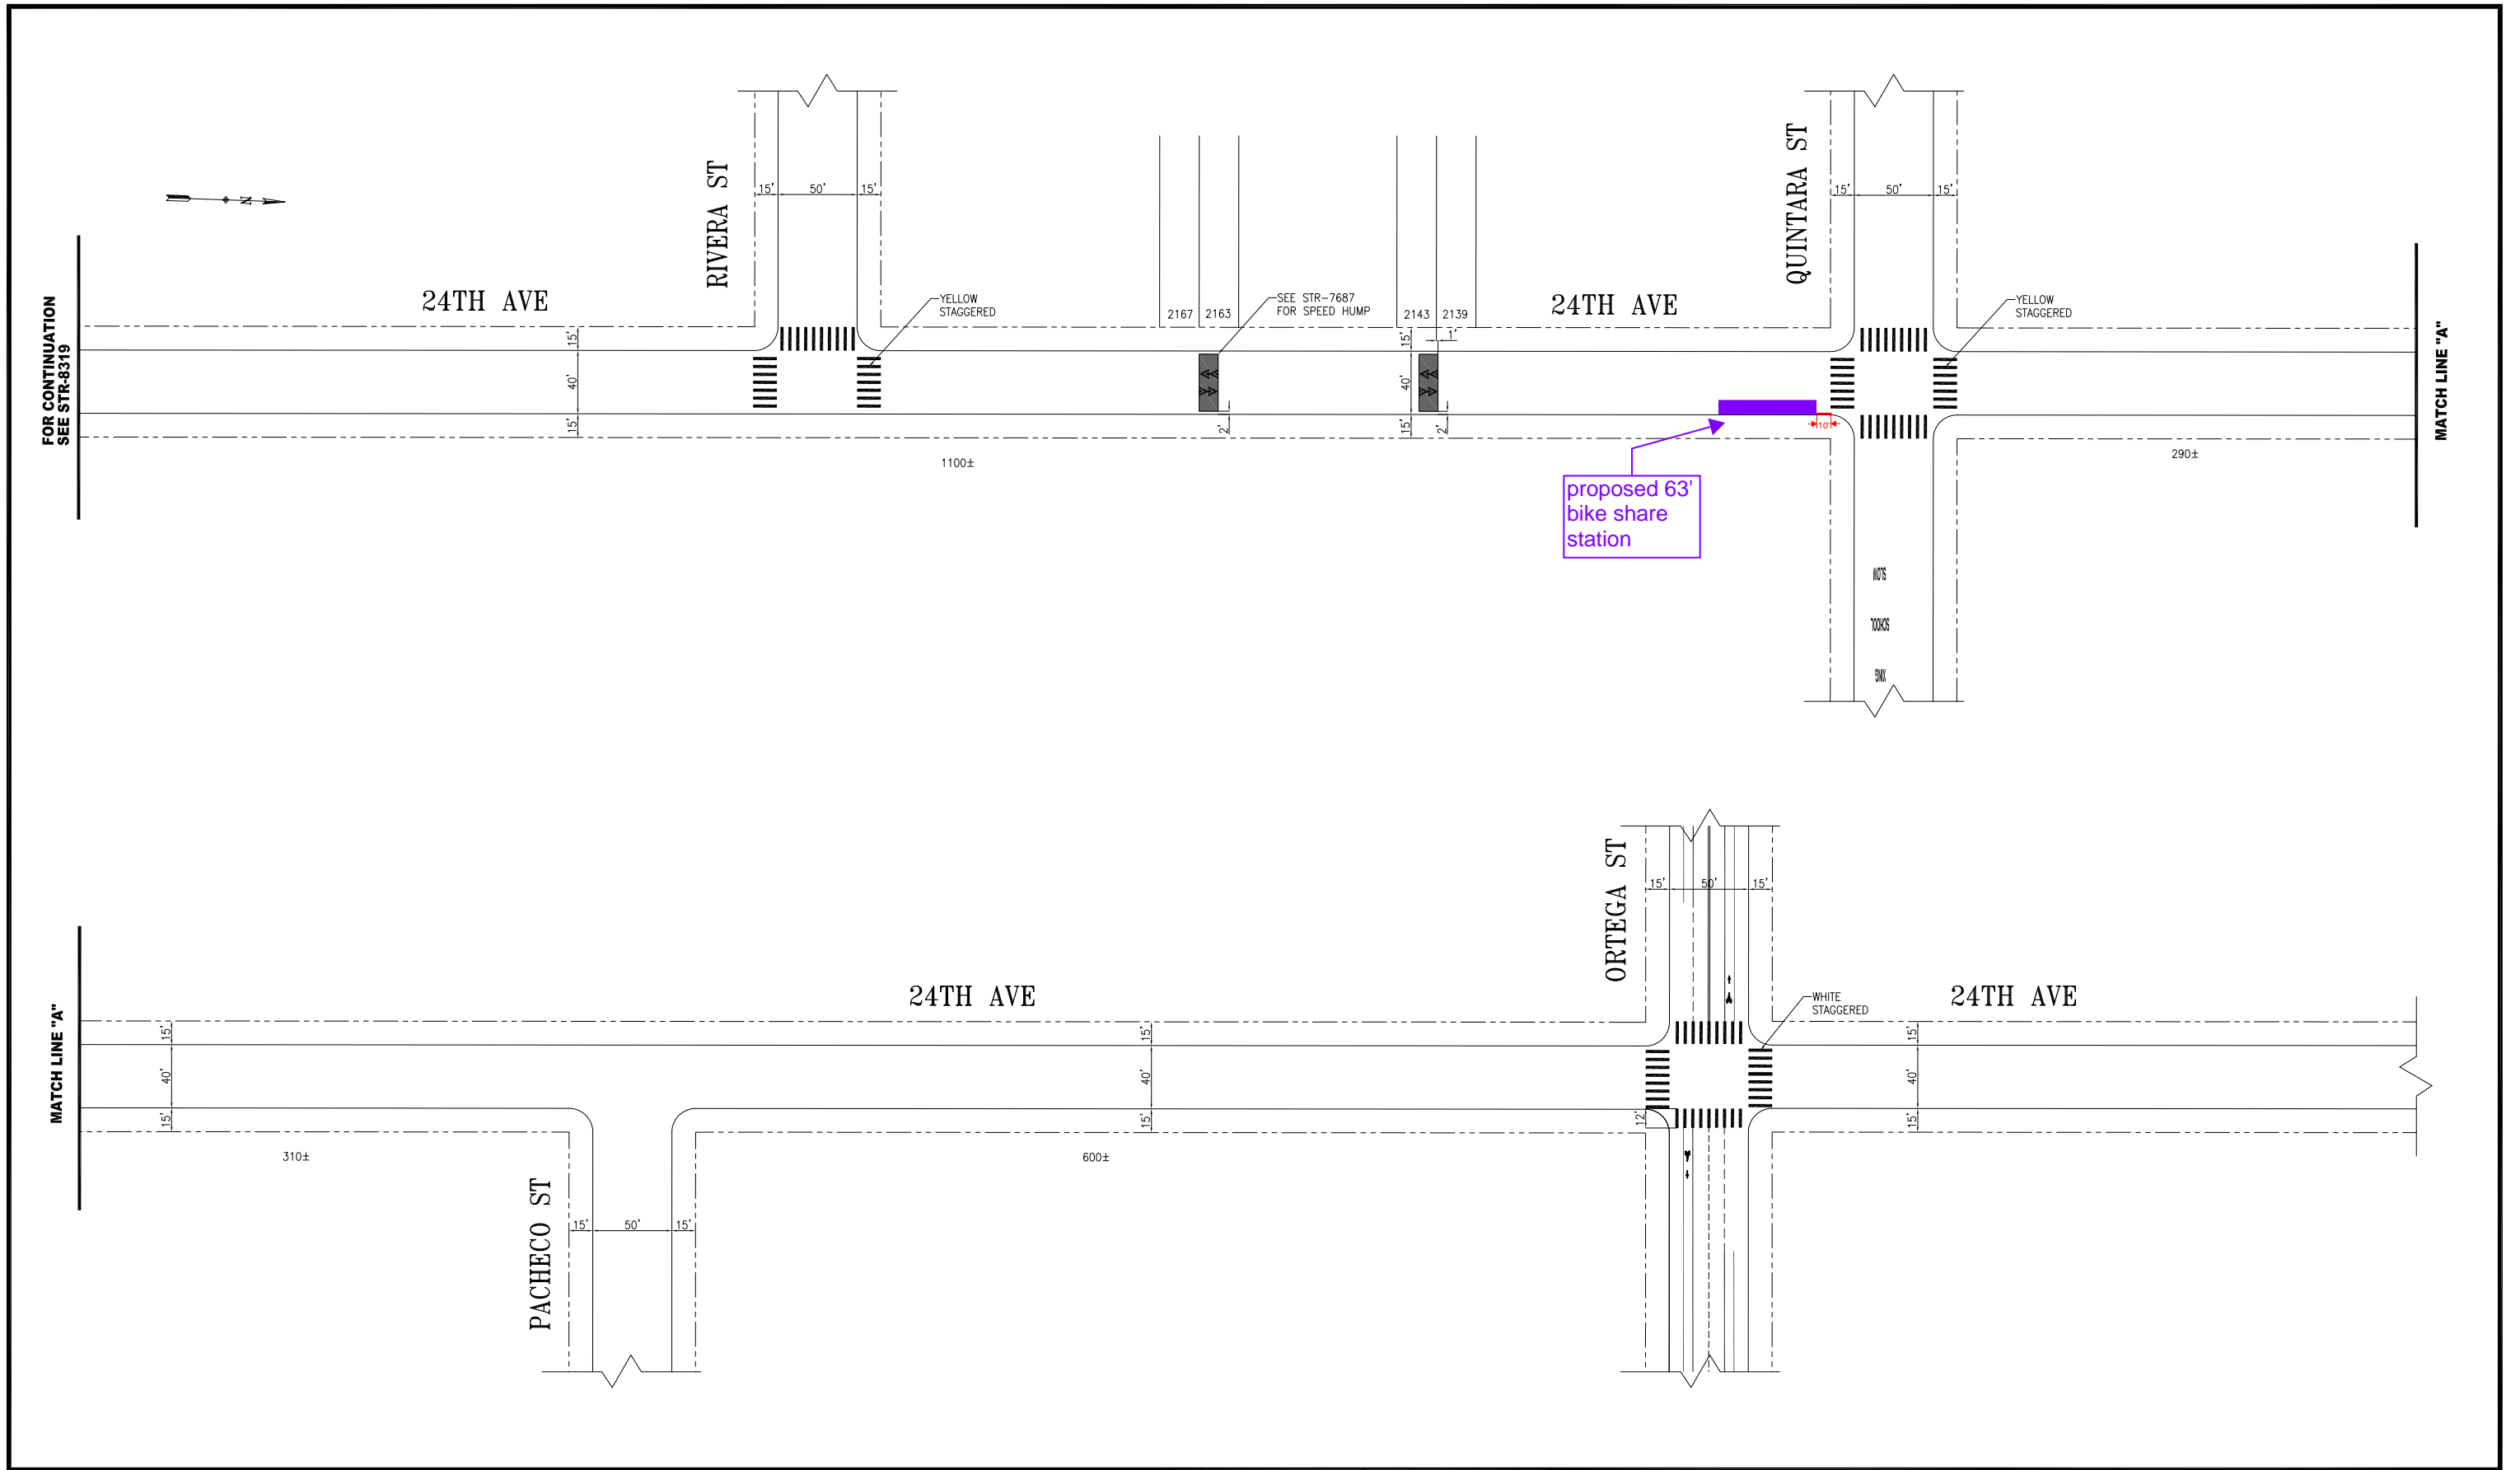 RIVERA ST
15'
50'
15'
QUINTARA ST
15'
50'
15'
N
FOR CONTINUATION
SEE STR-8319
24TH AVE
YELLOW
STAGGERED
2167
2163
SEE STR-7687
FOR SPEED HUMP
2143
2139
1'
24TH AVE
YELLOW
STAGGERED
MATCH LINE "A"
15'
40'
15'
2'
15'
40'
15'
2'
10'
1100±
290±
proposed 63'
bike share
station
SLOW
SCHOOL
XING
ORTEGA ST
15'
50'
15'
MATCH LINE "A"
24TH AVE
WHITE
STAGGERED
24TH AVE
15'
40'
15'
15'
40'
15'
12'
15'
40'
15'
310±
600±
PACHECO ST
15'
50'
15'